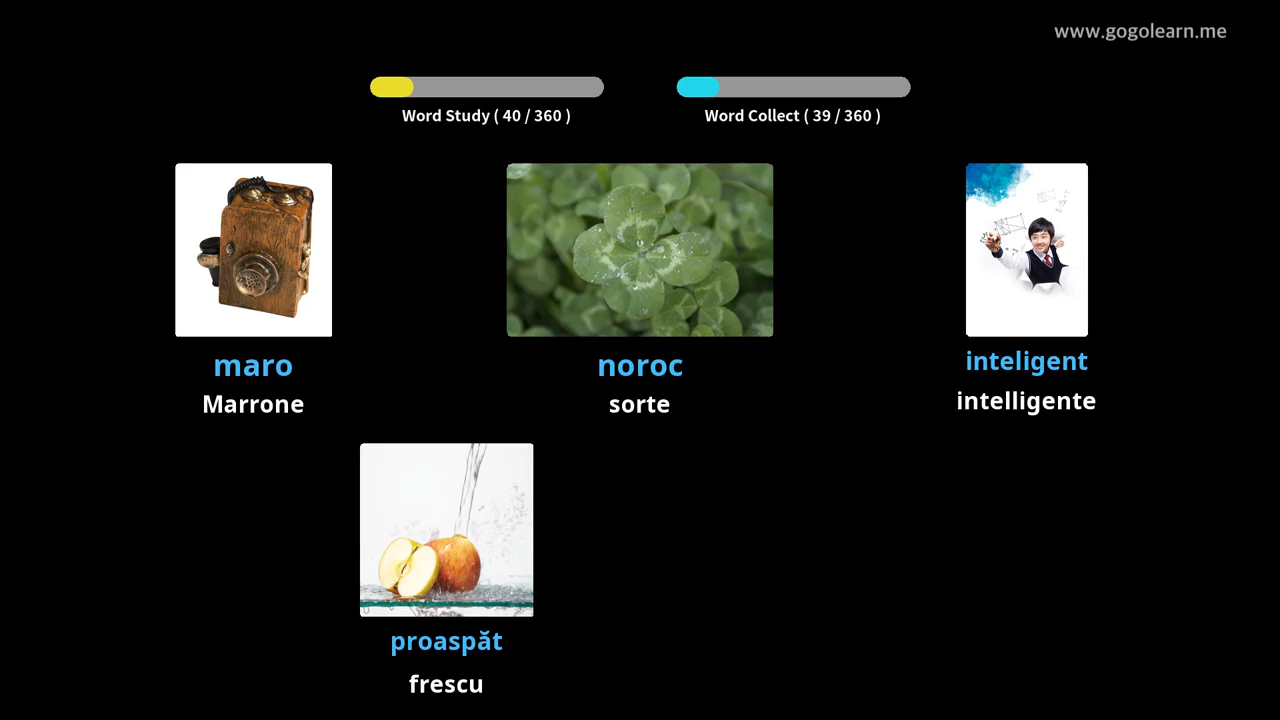 www.gogolearn.me
Word Study ( 40 / 360 )
Word Collect ( 39 / 360 )
maro
Marrone
noroc
sorte
inteligent
intelligente
proaspăt
frescu